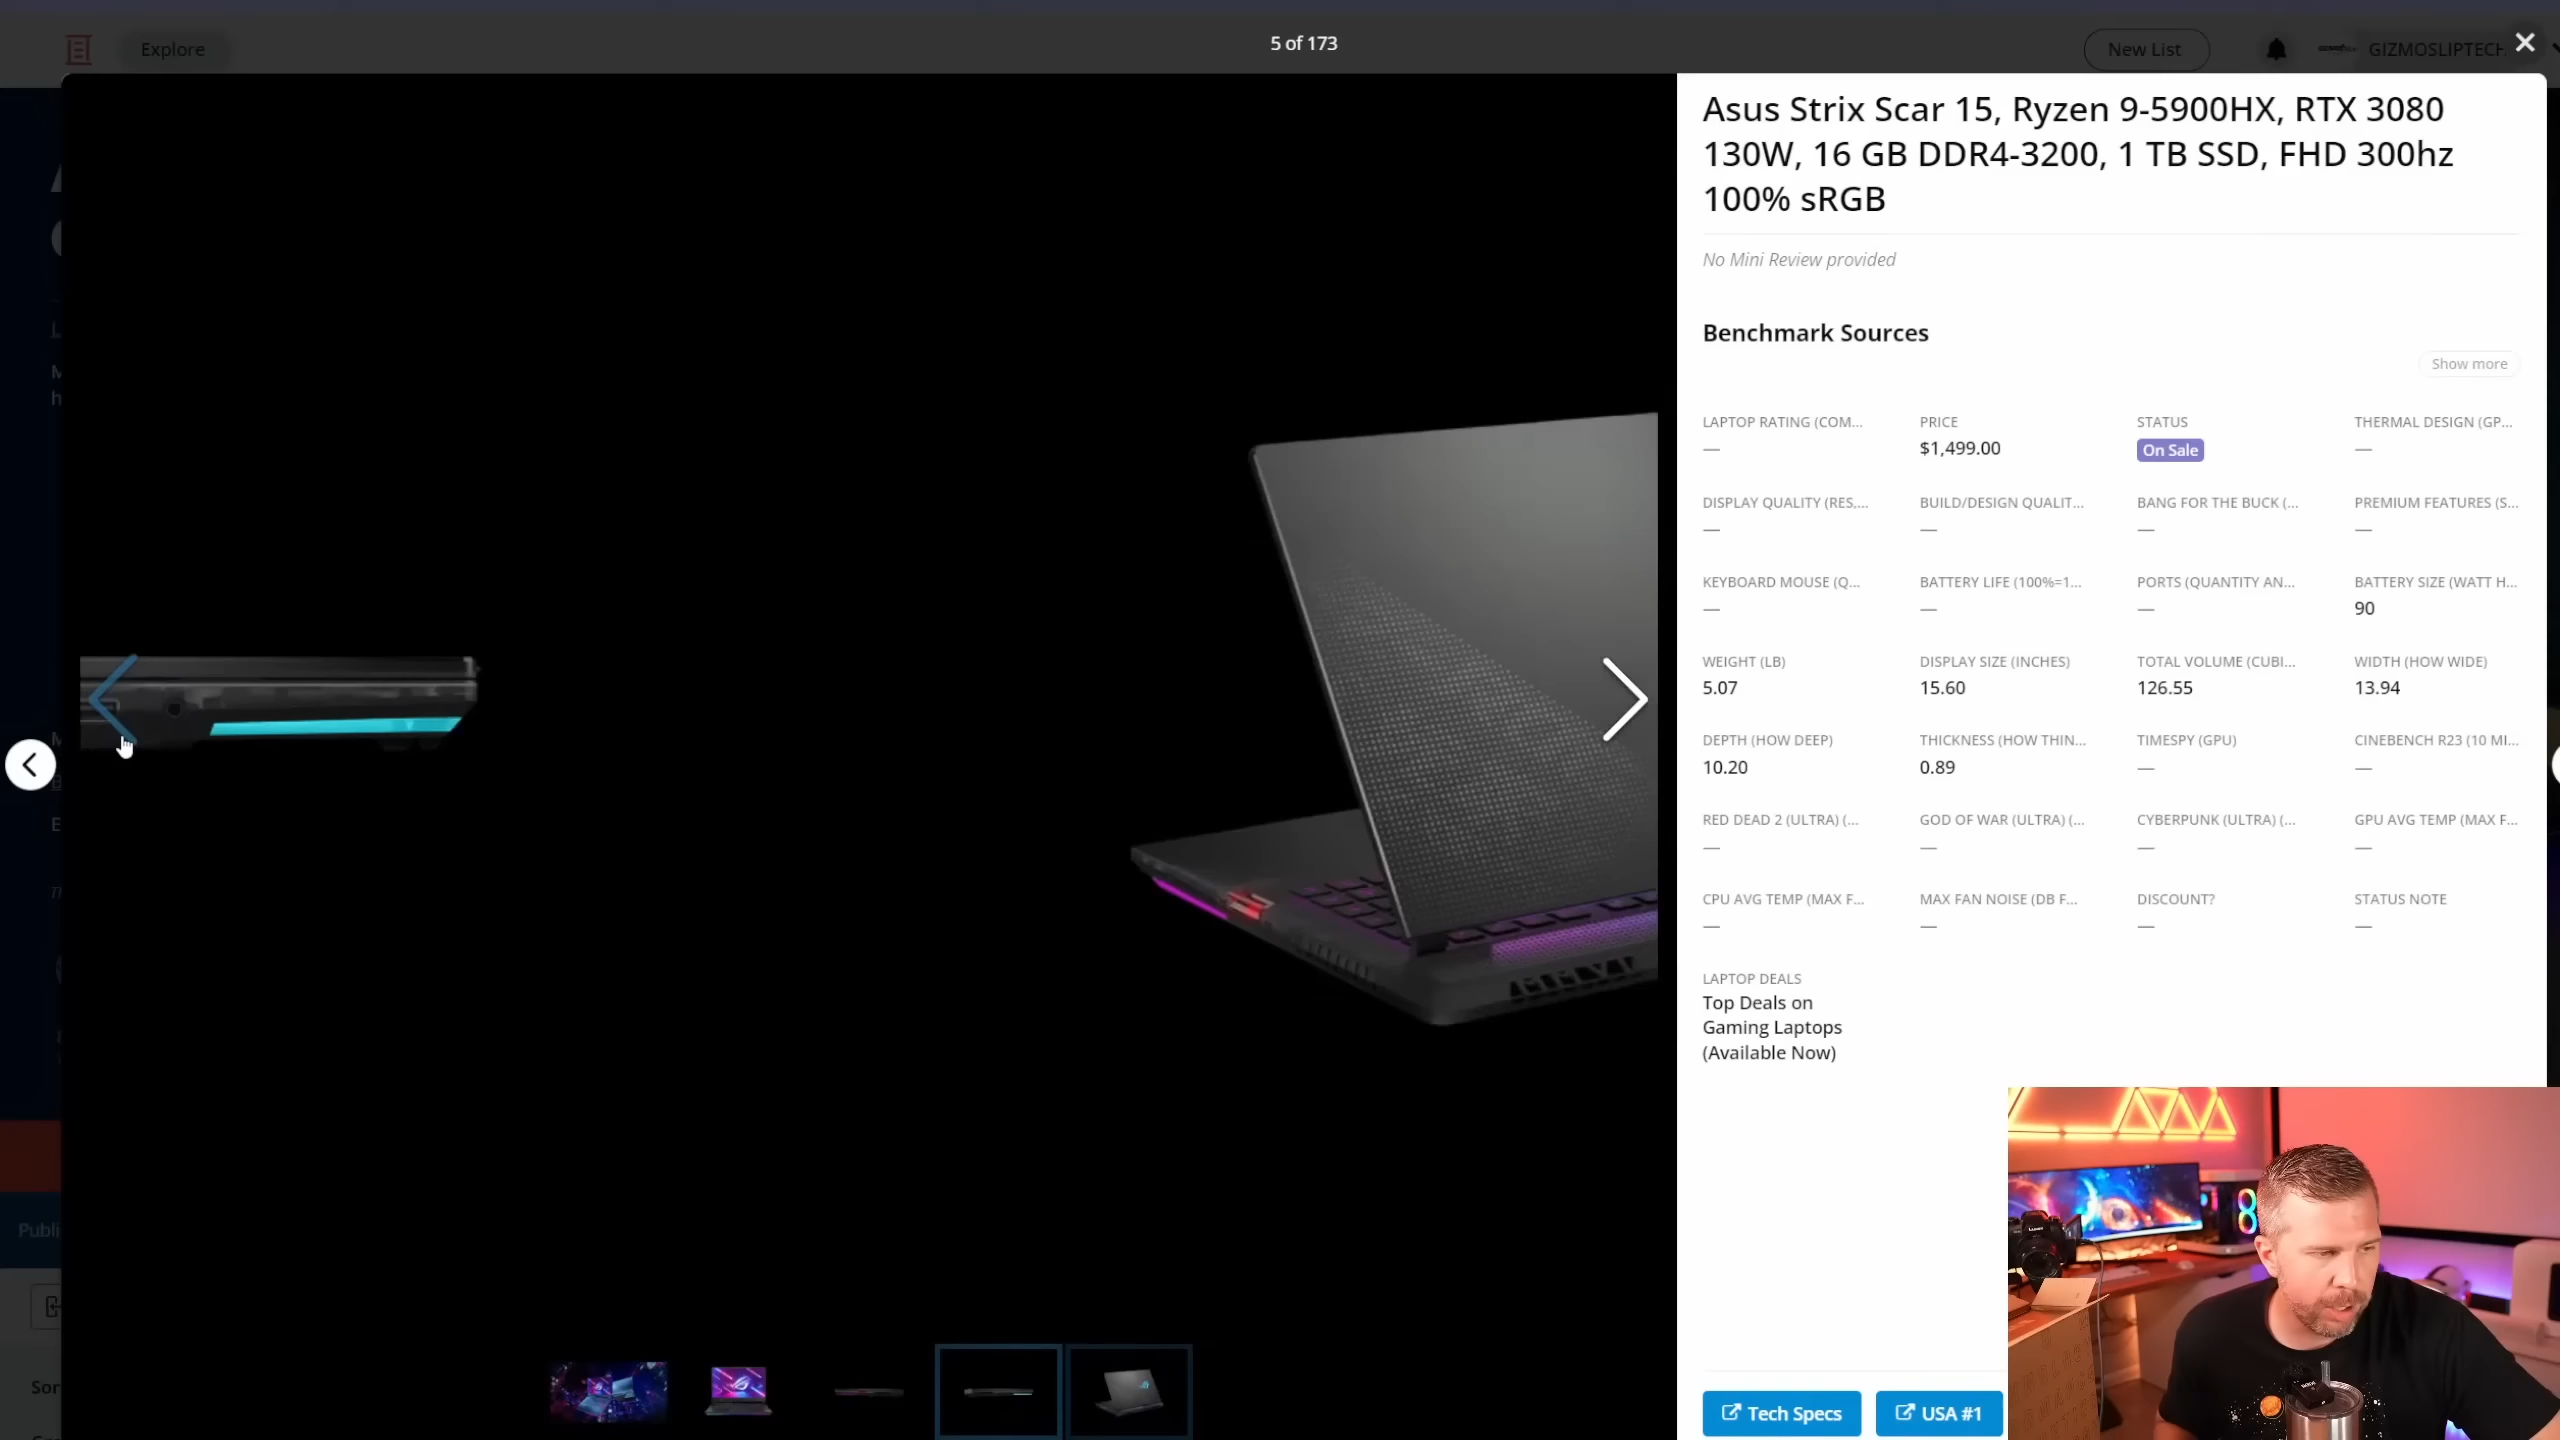 Explore
5 of 173
New List
GIZMOSLIPTECH
Asus Strix Scar 15, Ryzen 9-5900HX, RTX 3080
130W, 16 GB DDR4-3200, 1 TB SSD, FHD 300hz
100% sRGB
No Mini Review provided
Benchmark Sources
Show more
LAPTOP RATING (COM...
—
PRICE
$1,499.00
STATUS
On Sale
THERMAL DESIGN (GP...
—
DISPLAY QUALITY (RES,...
—
BUILD/DESIGN QUALIT...
—
BANG FOR THE BUCK (...
—
PREMIUM FEATURES (S...
—
KEYBOARD MOUSE (Q...
—
BATTERY LIFE (100%=1...
—
PORTS (QUANTITY AN...
—
BATTERY SIZE (WATT H...
90
WEIGHT (LB)
5.07
DISPLAY SIZE (INCHES)
15.60
TOTAL VOLUME (CUBI...
126.55
WIDTH (HOW WIDE)
13.94
DEPTH (HOW DEEP)
10.20
THICKNESS (HOW THIN...
0.89
TIMESPY (GPU)
—
CINEBENCH R23 (10 MI...
—
RED DEAD 2 (ULTRA) (...
—
GOD OF WAR (ULTRA) (...
—
CYBERPUNK (ULTRA) (...
—
GPU AVG TEMP (MAX F...
—
CPU AVG TEMP (MAX F...
—
MAX FAN NOISE (DB F...
—
DISCOUNT?
—
STATUS NOTE
—
LAPTOP DEALS
Top Deals on
Gaming Laptops
(Available Now)
Publi
Sor
Tech Specs
USA #1